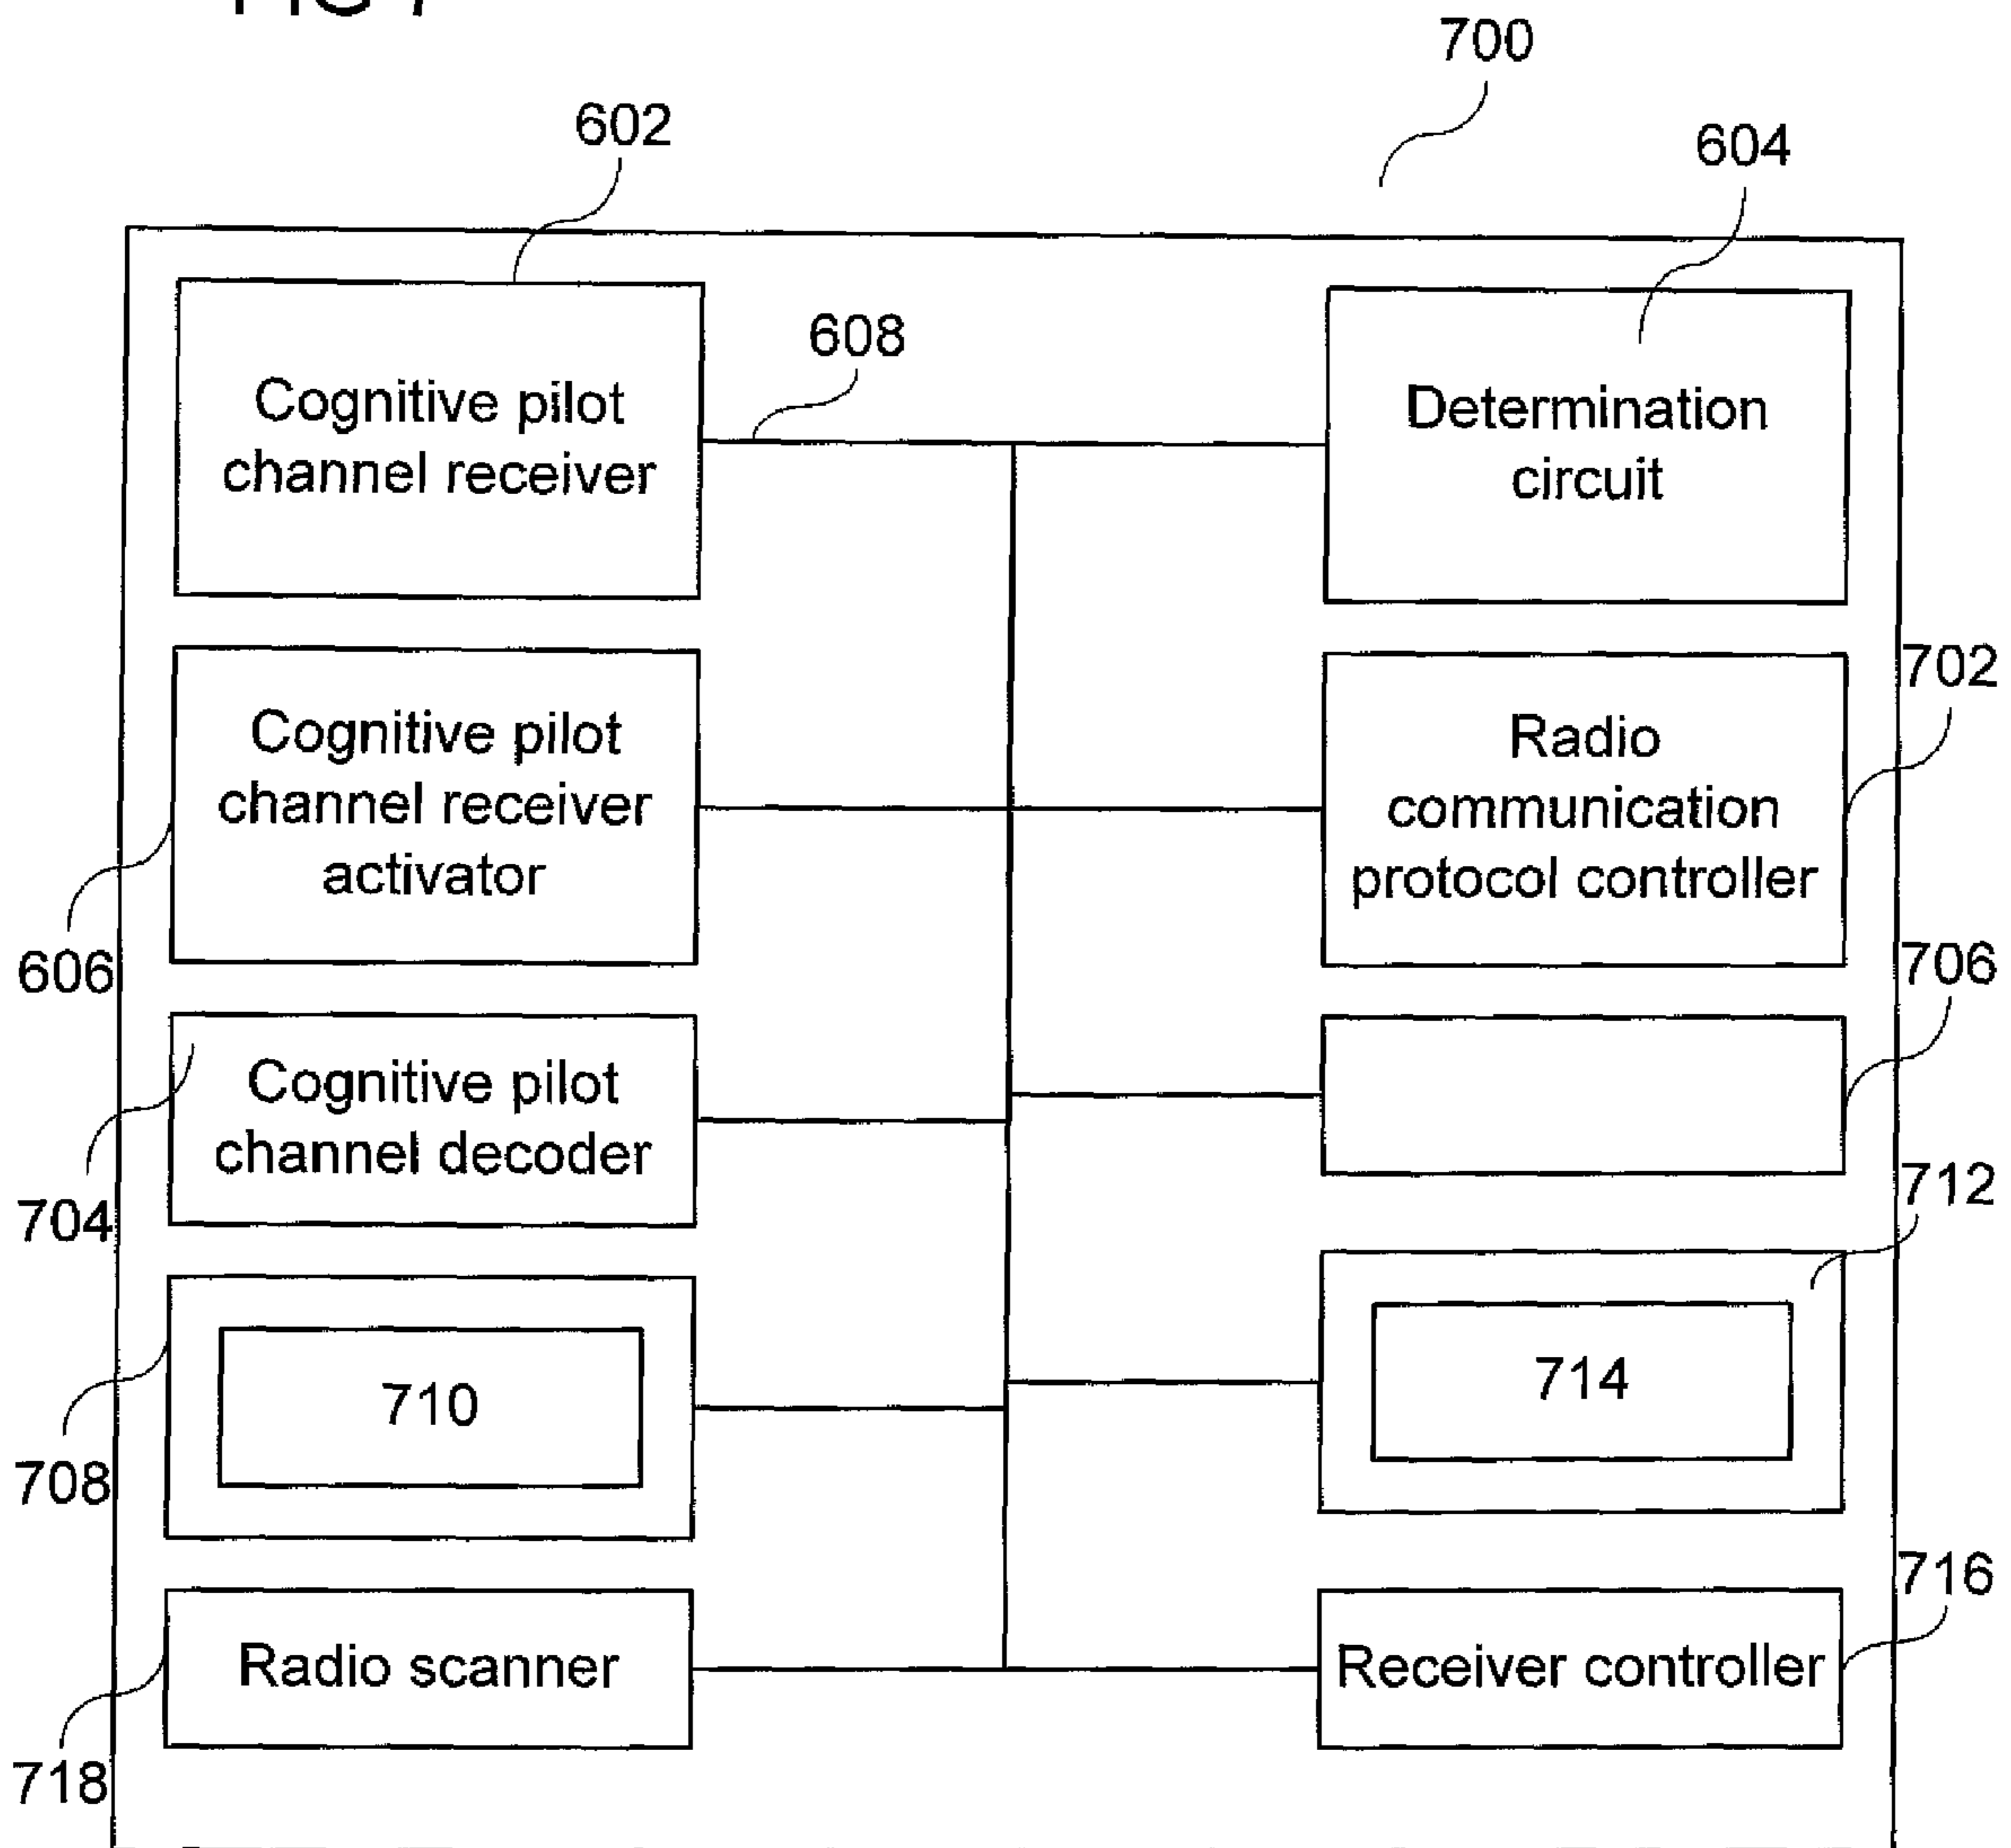 700
602
604
608
Cognitive pilot
channel receiver
Determination
circuit
702
Cognitive pilot
channel receiver
activator
Radio
communication
protocol controller
606
706
Cognitive pilot
channel decoder
704
712
710
714
708
716
Radio scanner
Receiver controller
718